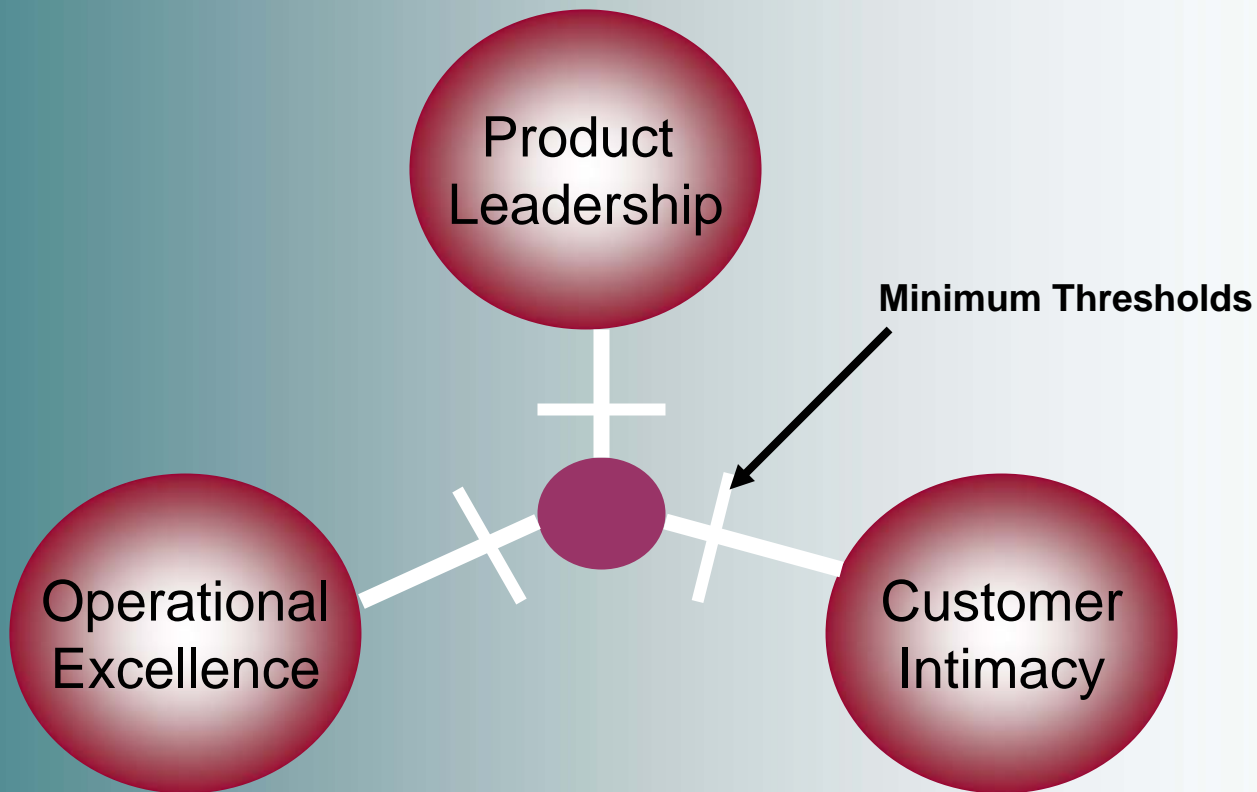 Product
Leadership
Minimum Thresholds
Operational
Excellence
Customer
Intimacy